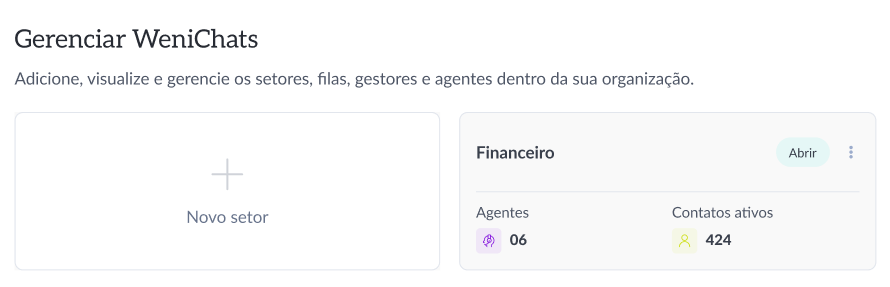 Gerenciar WeniChats
Adicione, visualize e gerencie os setores, filas, gestores e agentes dentro da sua organização.
Novo setor
Financeiro
Abrir
Agentes
Contatos ativos
06
424